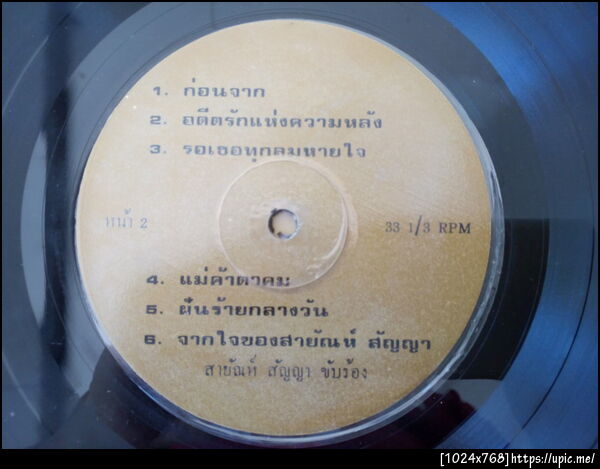 1. ก่อนจาก
2. อดีตรักแห่งความหลัง
3. รอเธอทุกลมหายใจ
หน้า 2
33 1/3 RPM
4. แม่ค้าตาคม
5. ฝันร้ายกลางวัน
6. จากใจของสายัณห์ สัญญา
สายัณห์ สัญญา ขับร้อง
[1024x768]https://upic.me/